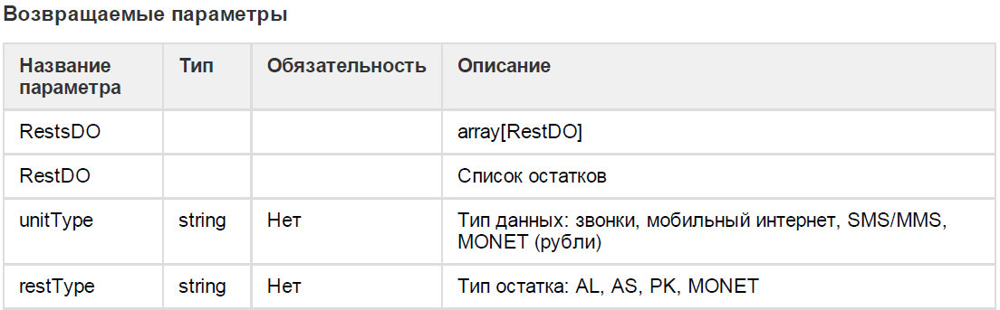 Возвращаемые параметры
Название параметра Тип Обязательность Описание
RestsDO array[RestDO]
RestDO Список остатков
unitType string Нет Тип данных: звонки, мобильный интернет, SMS/MMS,
MONET (рубли)
restType string Нет Тип остатка: AL, AS, PK, MONET